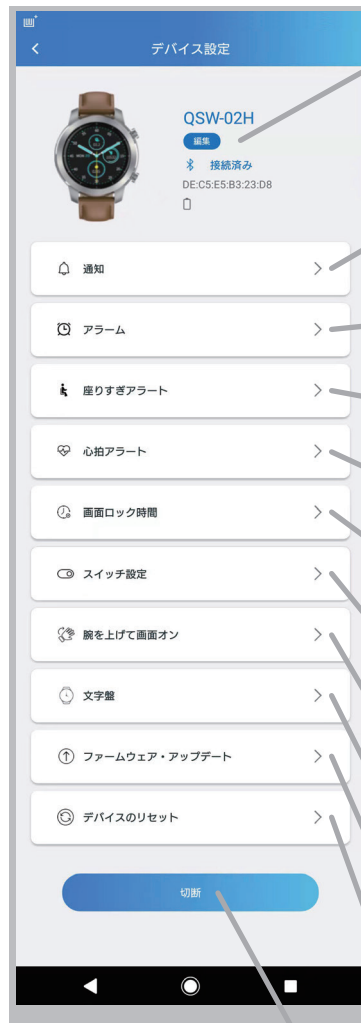 デバイス設定
QSW-02H
編集
接続済み
DE:C5:E5:B3:23:D8
通知
アラーム
座りすぎアラート
心拍アラート
画面ロック時間
スイッチ設定
腕を上げて画面オン
文字盤
ファームウェア・アップデート
デバイスのリセット
切断